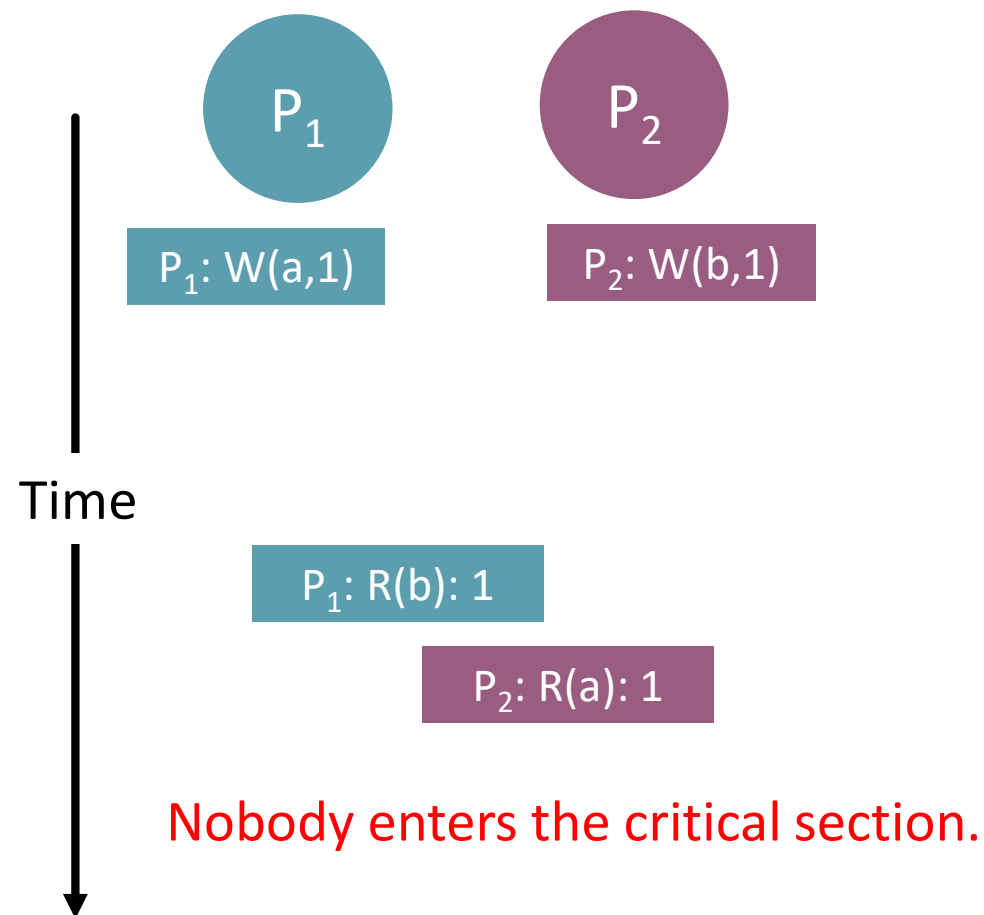 P₁
P₂
P₁: W(a,1)
P₂: W(b,1)
Time
P₁: R(b): 1
P₂: R(a): 1
Nobody enters the critical section.